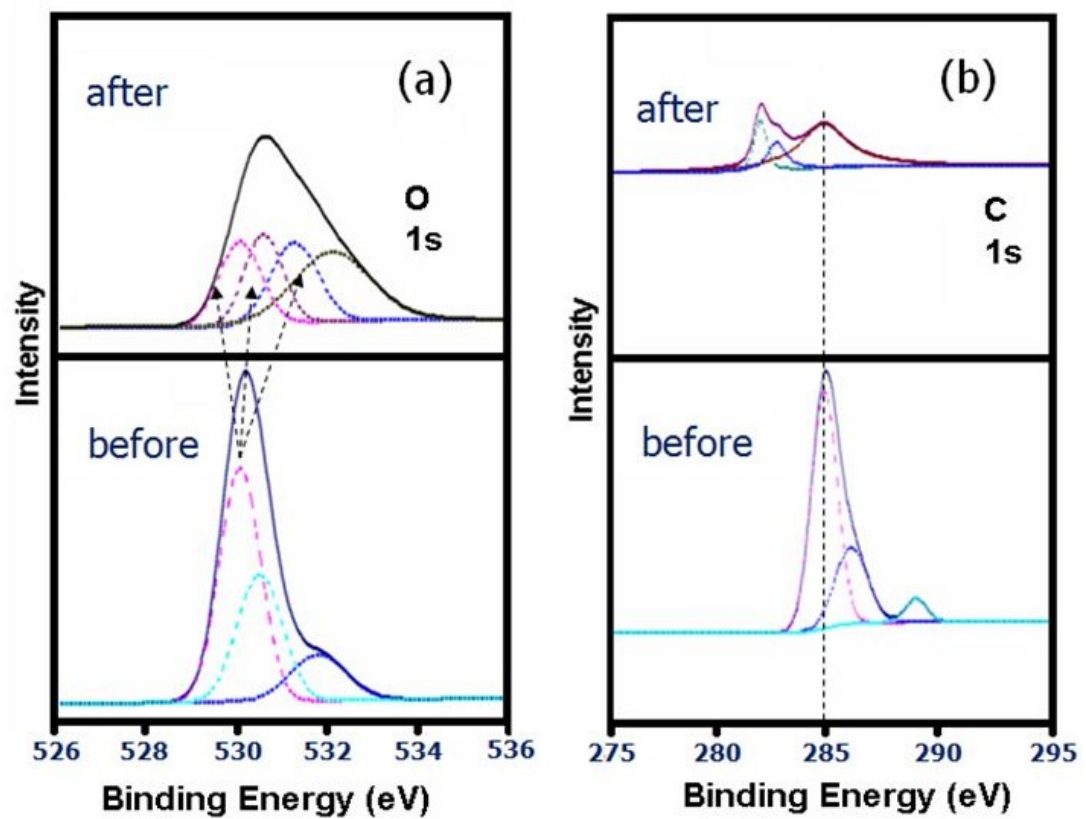 after
(a)
O
1s
Intensity
before
526 528 530 532 534 536
Binding Energy (eV)
after
(b)
C
1s
Intensity
before
275 280 285 290 295
Binding Energy (eV)